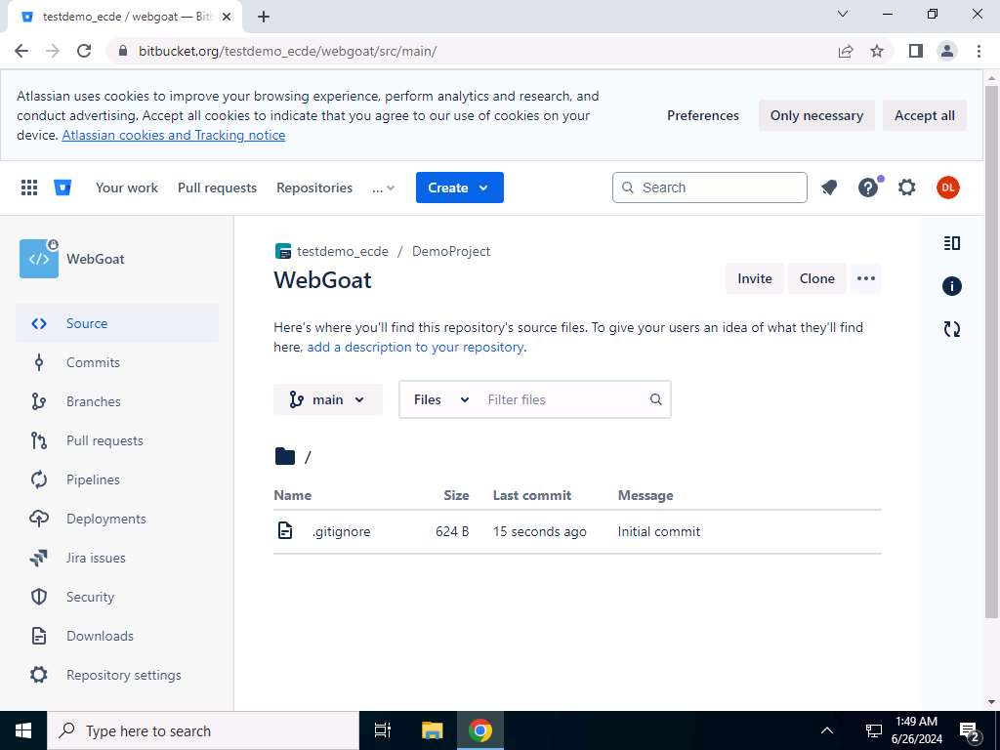 testdemo_ecde / webgoat — Bit
bitbucket.org/testdemo_ecde/webgoat/src/main/
Atlassian uses cookies to improve your browsing experience, perform analytics and research, and
conduct advertising. Accept all cookies to indicate that you agree to our use of cookies on your
device. Atlassian cookies and Tracking notice
Preferences
Only necessary
Accept all
Your work
Pull requests
Repositories
...
Create
Search
DL
WebGoat
Source
Commits
Branches
Pull requests
Pipelines
Deployments
Jira issues
Security
Downloads
Repository settings
testdemo_ecde / DemoProject
WebGoat
Invite
Clone
Here's where you'll find this repository's source files. To give your users an idea of what they'll find
here, add a description to your repository.
main
Files
Filter files
/
Name Size Last commit Message
.gitignore 624 B 15 seconds ago Initial commit
Type here to search
1:49 AM
6/26/2024
2